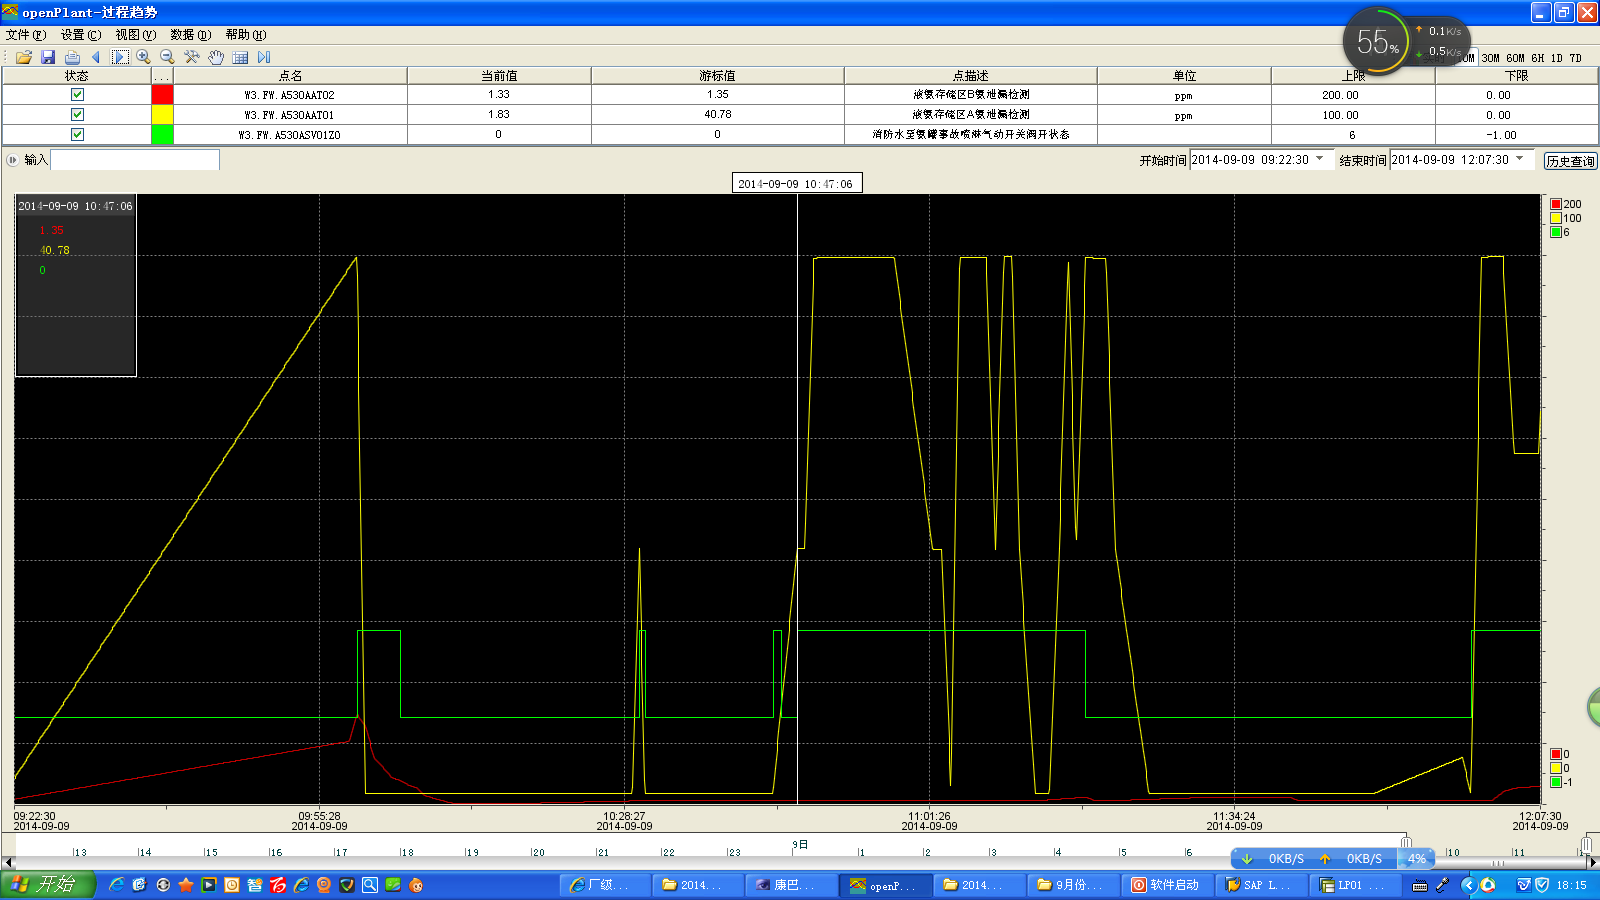 openPlant-过程趋势
文件(F) 设置(C) 视图(V) 数据(D) 帮助(H)
55% 0.1K/s
0.5K/s
30M 60M 6H 1D 7D
状态 ... 点名 当前值 游标值 点描述 单位 上限 下限
W3.FW.A530AAT02 1.33 1.35 液氨存储区B氨泄漏检测 ppm 200.00 0.00
W3.FW.A530AAT01 1.83 40.78 液氨存储区A氨泄漏检测 ppm 100.00 0.00
W3.FW.A530ASV01ZO 0 0 消防水至氨罐事故喷淋气动开关阀开状态 6 -1.00
输入 开始时间 2014-09-09 09:22:30 结束时间 2014-09-09 12:07:30 历史查询
2014-09-09 10:47:06
2014-09-09 10:47:06
1.35
40.78
0
200
100
6
0
0
-1
09:22:30 09:55:28 10:28:27 11:01:26 11:34:24 12:07:30
2014-09-09 2014-09-09 2014-09-09 2014-09-09 2014-09-09 2014-09-09
13 14 15 16 17 18 19 20 21 22 23 9日 1 2 3 4 5 6 10 11
0KB/S 0KB/S 4%
开始 厂级... 2014... 康巴... openP... 2014... 9月份... 软件启动 SAP L... LP01 ... 18:15